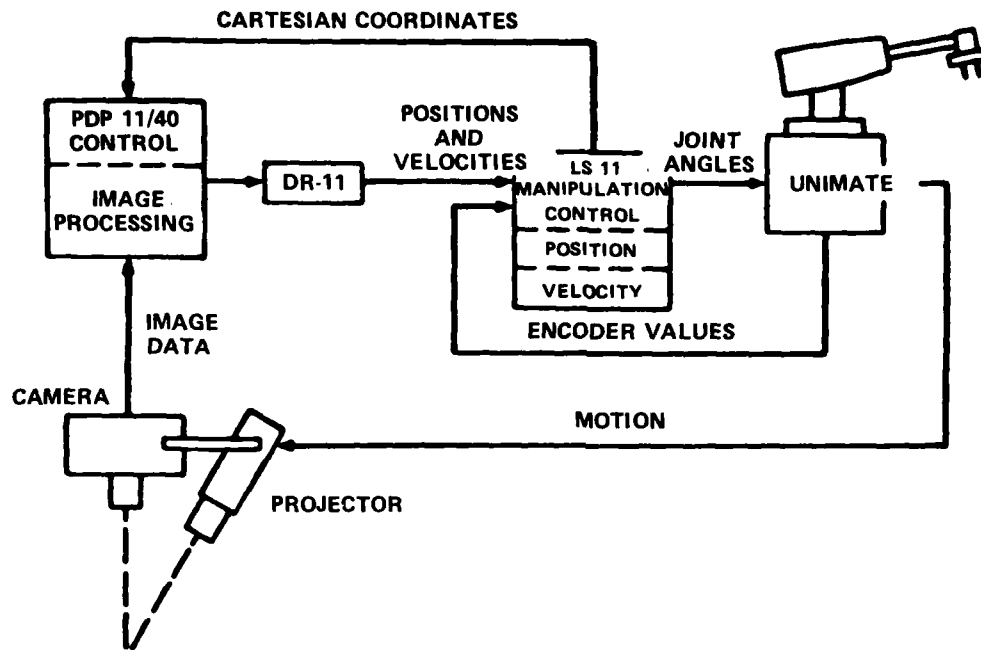 CARTESIAN COORDINATES
PDP 11/40
CONTROL
IMAGE
PROCESSING
DR-11
POSITIONS
AND
VELOCITIES
LS 11
MANIPULATION
CONTROL
POSITION
VELOCITY
JOINT
ANGLES
UNIMATE
ENCODER VALUES
IMAGE
DATA
CAMERA
MOTION
PROJECTOR